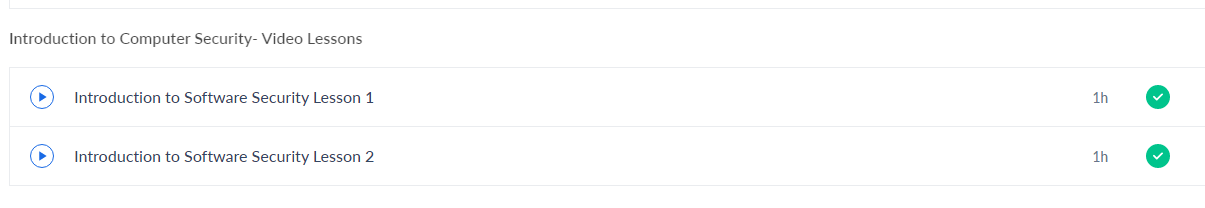 Introduction to Computer Security- Video Lessons
Introduction to Software Security Lesson 1 1h
Introduction to Software Security Lesson 2 1h